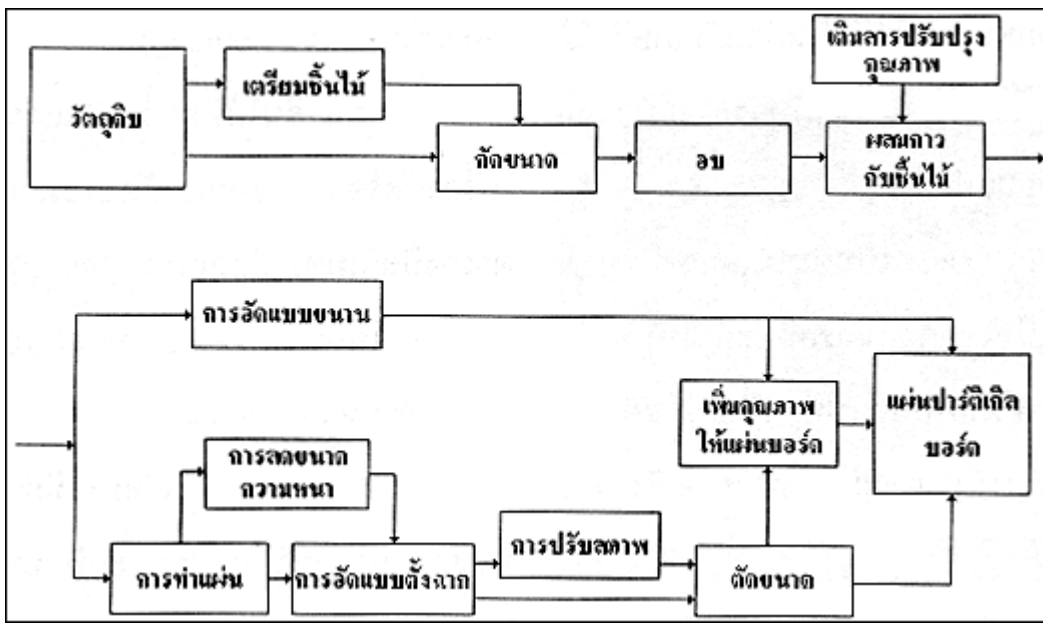 เติมสารปรับปรุง
คุณภาพ
วัตถุดิบ
เตรียมชิ้นไม้
คัดขนาด
อบ
ผสมกาว
กับชิ้นไม้
การอัดแบบขนาน
เพิ่มคุณภาพ
ให้แผ่นบอร์ด
แผ่นปาร์ติเกิล
บอร์ด
การลดขนาด
ความหนา
การทำแผ่น
การอัดแบบตั้งฉาก
การปรับสภาพ
ตัดขนาด